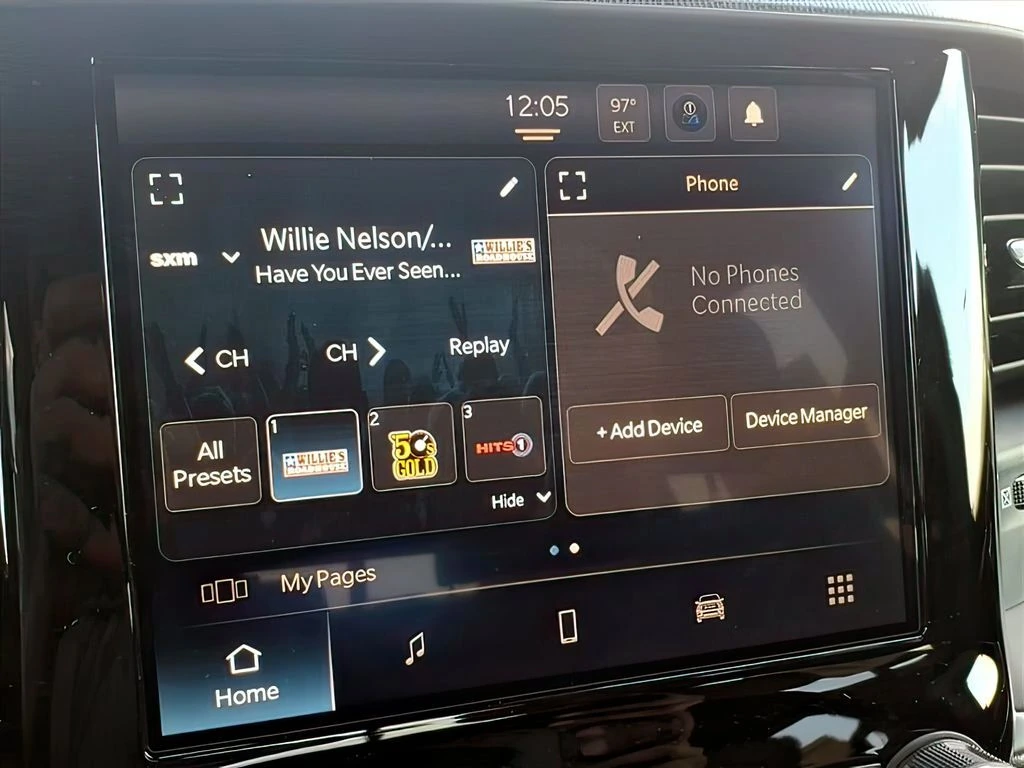 12:05
97°
EXT
1
sxm
Willie Nelson/...
Have You Ever Seen...
WILLIE'S
ROADHOUSE
CH
CH
Replay
All
Presets
1
WILLIE'S
ROADHOUSE
2
50s
GOLD
3
HITS 1
Hide
Phone
No Phones
Connected
+ Add Device
Device Manager
My Pages
Home